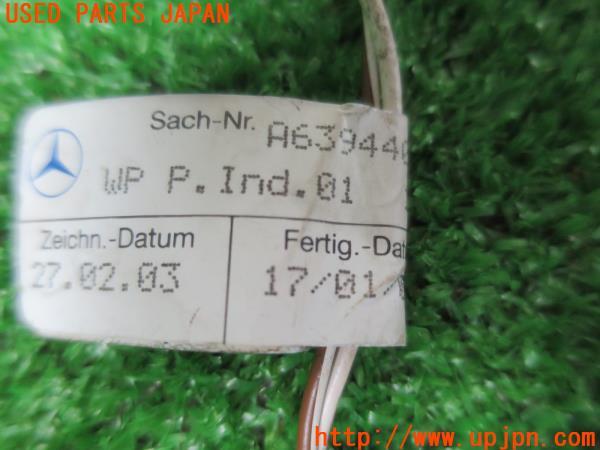 USED PARTS JAPAN
Sach-Nr. A639440
WP P.Ind.01
Zeichn.-Datum Fertig.-Dat
27.02.03 17/01/
http://www.upjpn.com/